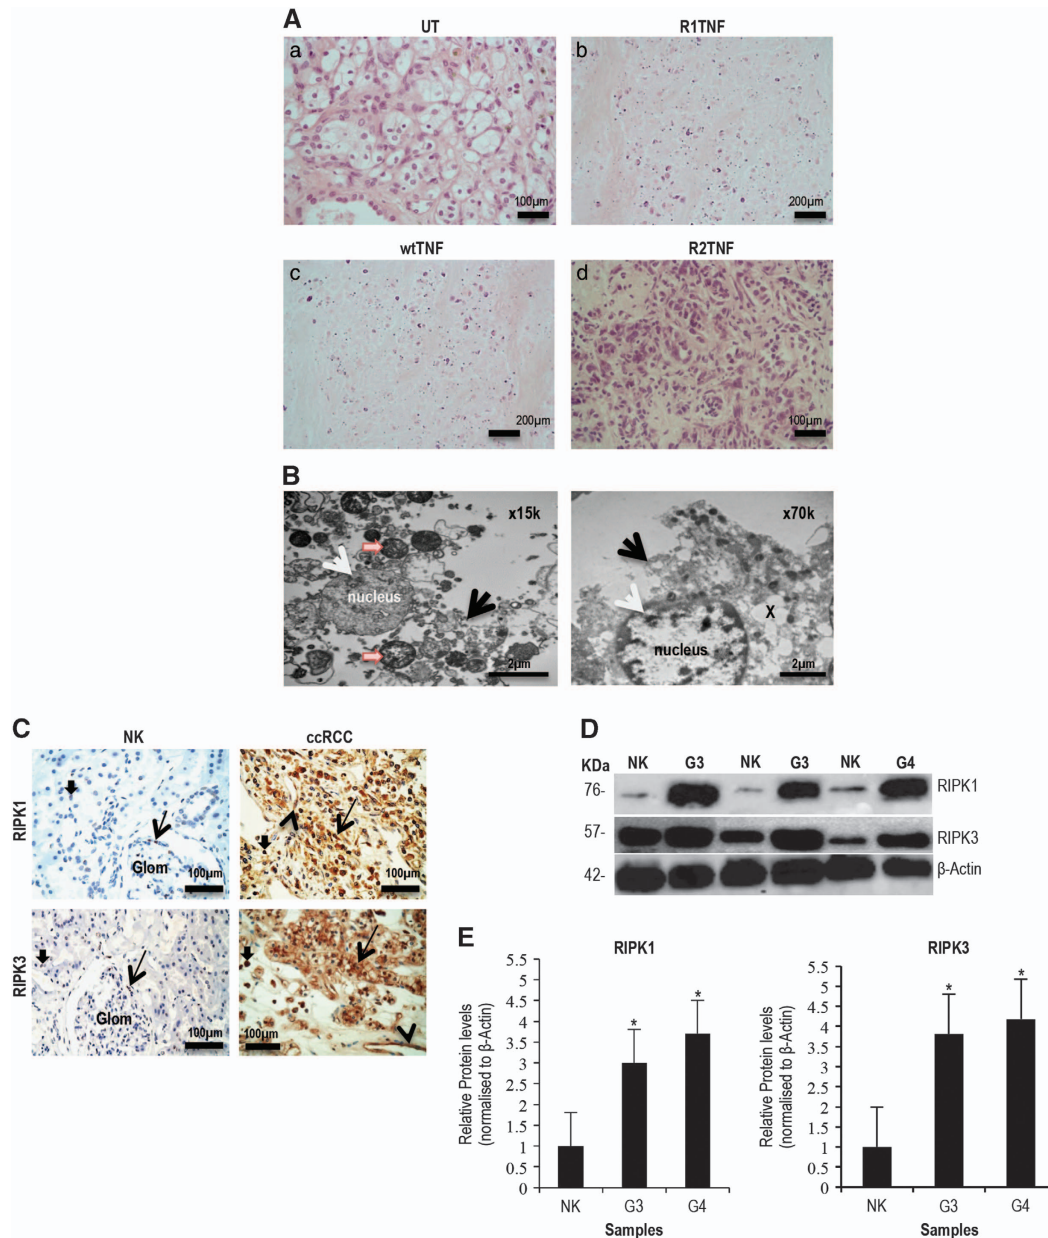 A
UT
R1TNF
a
b
100µm
200µm
wtTNF
R2TNF
c
d
200µm
100µm
B
x15k
x70k
nucleus
X
nucleus
2µm
2µm
C
NK
ccRCC
RIPK1
Glom
100µm
100µm
RIPK3
Glom
100µm
100µm
D
KDa
NK
G3
NK
G3
NK
G4
76-
RIPK1
57-
RIPK3
42-
β-Actin
E
RIPK1
Relative Protein levels
(normalised to β-Actin)
5.5
5
4.5
4
3.5
3
2.5
2
1.5
1
0.5
0
*
*
NK
G3
G4
Samples
RIPK3
Relative Protein levels
(normalised to β-Actin)
5.5
5
4.5
4
3.5
3
2.5
2
1.5
1
0.5
0
*
*
NK
G3
G4
Samples